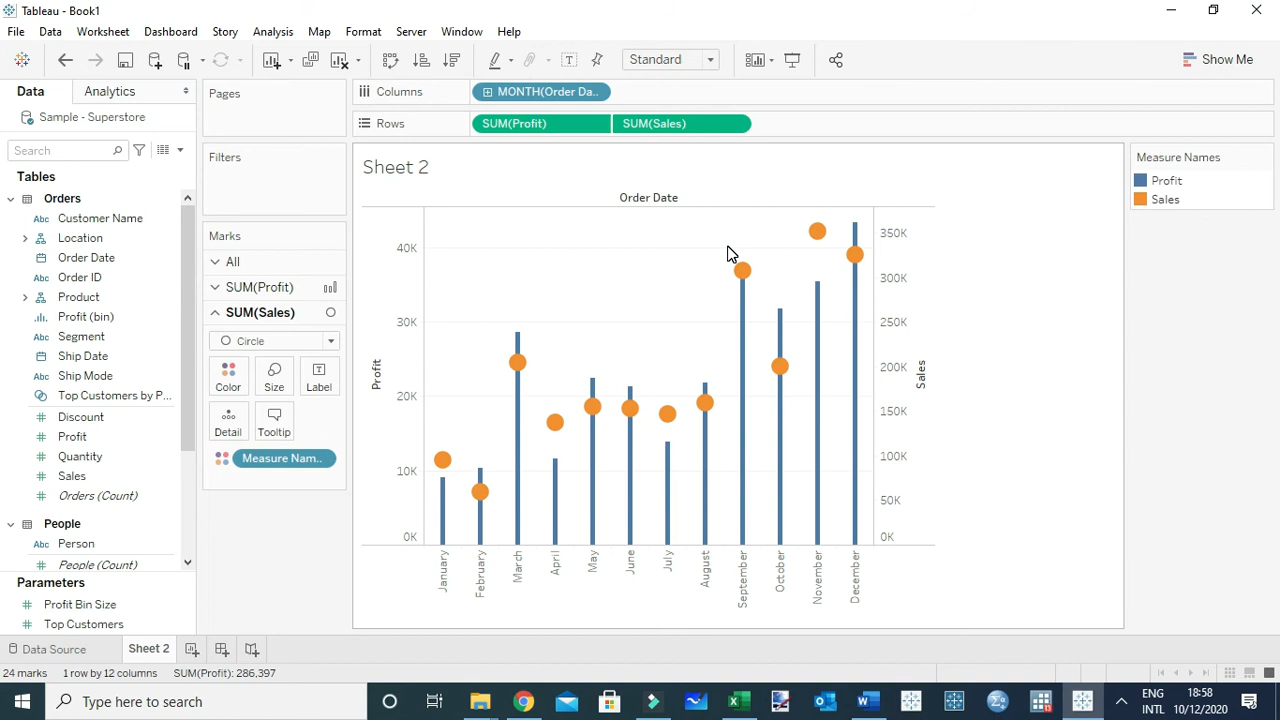 Tableau - Book1
File Data Worksheet Dashboard Story Analysis Map Format Server Window Help
Standard
Show Me
Data Analytics
Sample - Superstore
Search
Tables
Orders
Abc Customer Name
Location
Order Date
Abc Order ID
Product
Profit (bin)
Abc Segment
Ship Date
Abc Ship Mode
Top Customers by P...
Discount
Profit
Quantity
Sales
Orders (Count)
People
Abc Person
People (Count)
Parameters
Profit Bin Size
Top Customers
Pages
Filters
Marks
All
SUM(Profit)
SUM(Sales)
Circle
Color Size Label
Detail Tooltip
Measure Nam..
Columns MONTH(Order Da..
Rows SUM(Profit) SUM(Sales)
Sheet 2
Order Date
Profit
40K
30K
20K
10K
0K
350K
300K
250K
200K
150K
100K
50K
0K
Sales
January February March April May June July August September October November December
Measure Names
Profit
Sales
Data Source Sheet 2
24 marks 1 row by 12 columns SUM(Profit): 286,397
Type here to search
ENG
INTL
18:58
10/12/2020